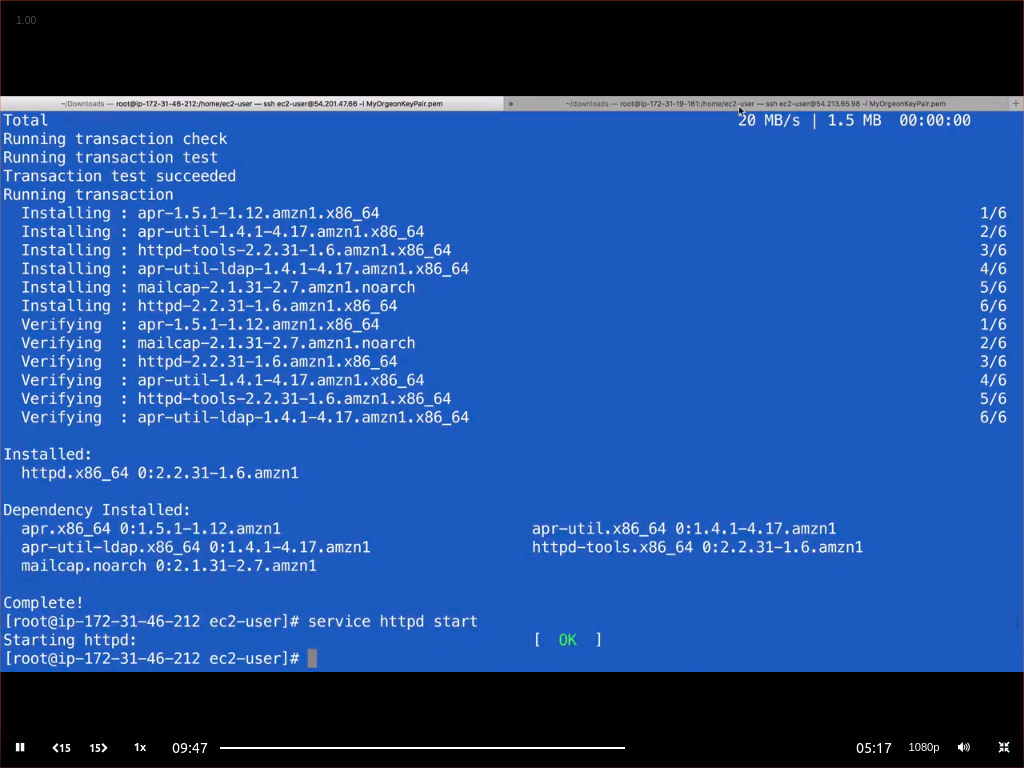 1.00
~/Downloads — root@ip-172-31-46-212:/home/ec2-user — ssh ec2-user@54.201.47.66 -i MyOrgeonKeyPair.pem
~/downloads — root@ip-172-31-19-181:/home/ec2-user — ssh ec2-user@54.213.65.98 -i MyOrgeonKeyPair.pem +
Total 20 MB/s | 1.5 MB 00:00:00
Running transaction check
Running transaction test
Transaction test succeeded
Running transaction
Installing : apr-1.5.1-1.12.amzn1.x86_64 1/6
Installing : apr-util-1.4.1-4.17.amzn1.x86_64 2/6
Installing : httpd-tools-2.2.31-1.6.amzn1.x86_64 3/6
Installing : apr-util-ldap-1.4.1-4.17.amzn1.x86_64 4/6
Installing : mailcap-2.1.31-2.7.amzn1.noarch 5/6
Installing : httpd-2.2.31-1.6.amzn1.x86_64 6/6
Verifying : apr-1.5.1-1.12.amzn1.x86_64 1/6
Verifying : mailcap-2.1.31-2.7.amzn1.noarch 2/6
Verifying : httpd-2.2.31-1.6.amzn1.x86_64 3/6
Verifying : apr-util-1.4.1-4.17.amzn1.x86_64 4/6
Verifying : httpd-tools-2.2.31-1.6.amzn1.x86_64 5/6
Verifying : apr-util-ldap-1.4.1-4.17.amzn1.x86_64 6/6
Installed:
httpd.x86_64 0:2.2.31-1.6.amzn1
Dependency Installed:
apr.x86_64 0:1.5.1-1.12.amzn1 apr-util.x86_64 0:1.4.1-4.17.amzn1
apr-util-ldap.x86_64 0:1.4.1-4.17.amzn1 httpd-tools.x86_64 0:2.2.31-1.6.amzn1
mailcap.noarch 0:2.1.31-2.7.amzn1
Complete!
[root@ip-172-31-46-212 ec2-user]# service httpd start
Starting httpd: [ OK ]
[root@ip-172-31-46-212 ec2-user]#
15 15 1x 09:47 05:17 1080p